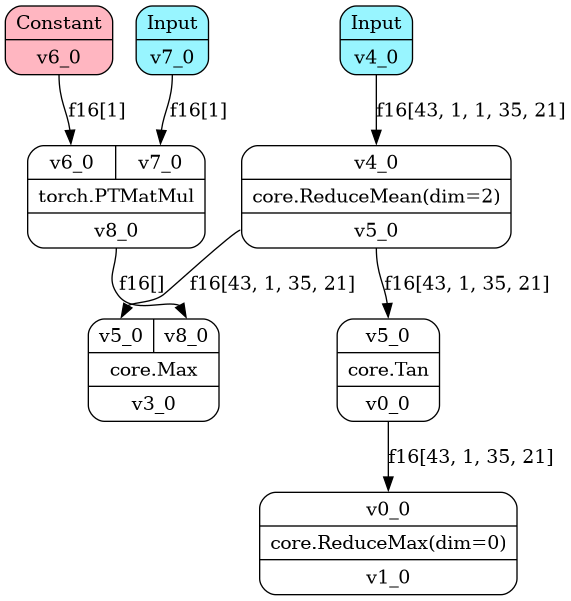 Constant
v6_0
Input
v7_0
Input
v4_0
f16[1]
f16[1]
f16[43, 1, 1, 35, 21]
v6_0
v7_0
torch.PTMatMul
v8_0
v4_0
core.ReduceMean(dim=2)
v5_0
f16[]
f16[43, 1, 35, 21]
f16[43, 1, 35, 21]
v5_0
v8_0
core.Max
v3_0
v5_0
core.Tan
v0_0
f16[43, 1, 35, 21]
v0_0
core.ReduceMax(dim=0)
v1_0